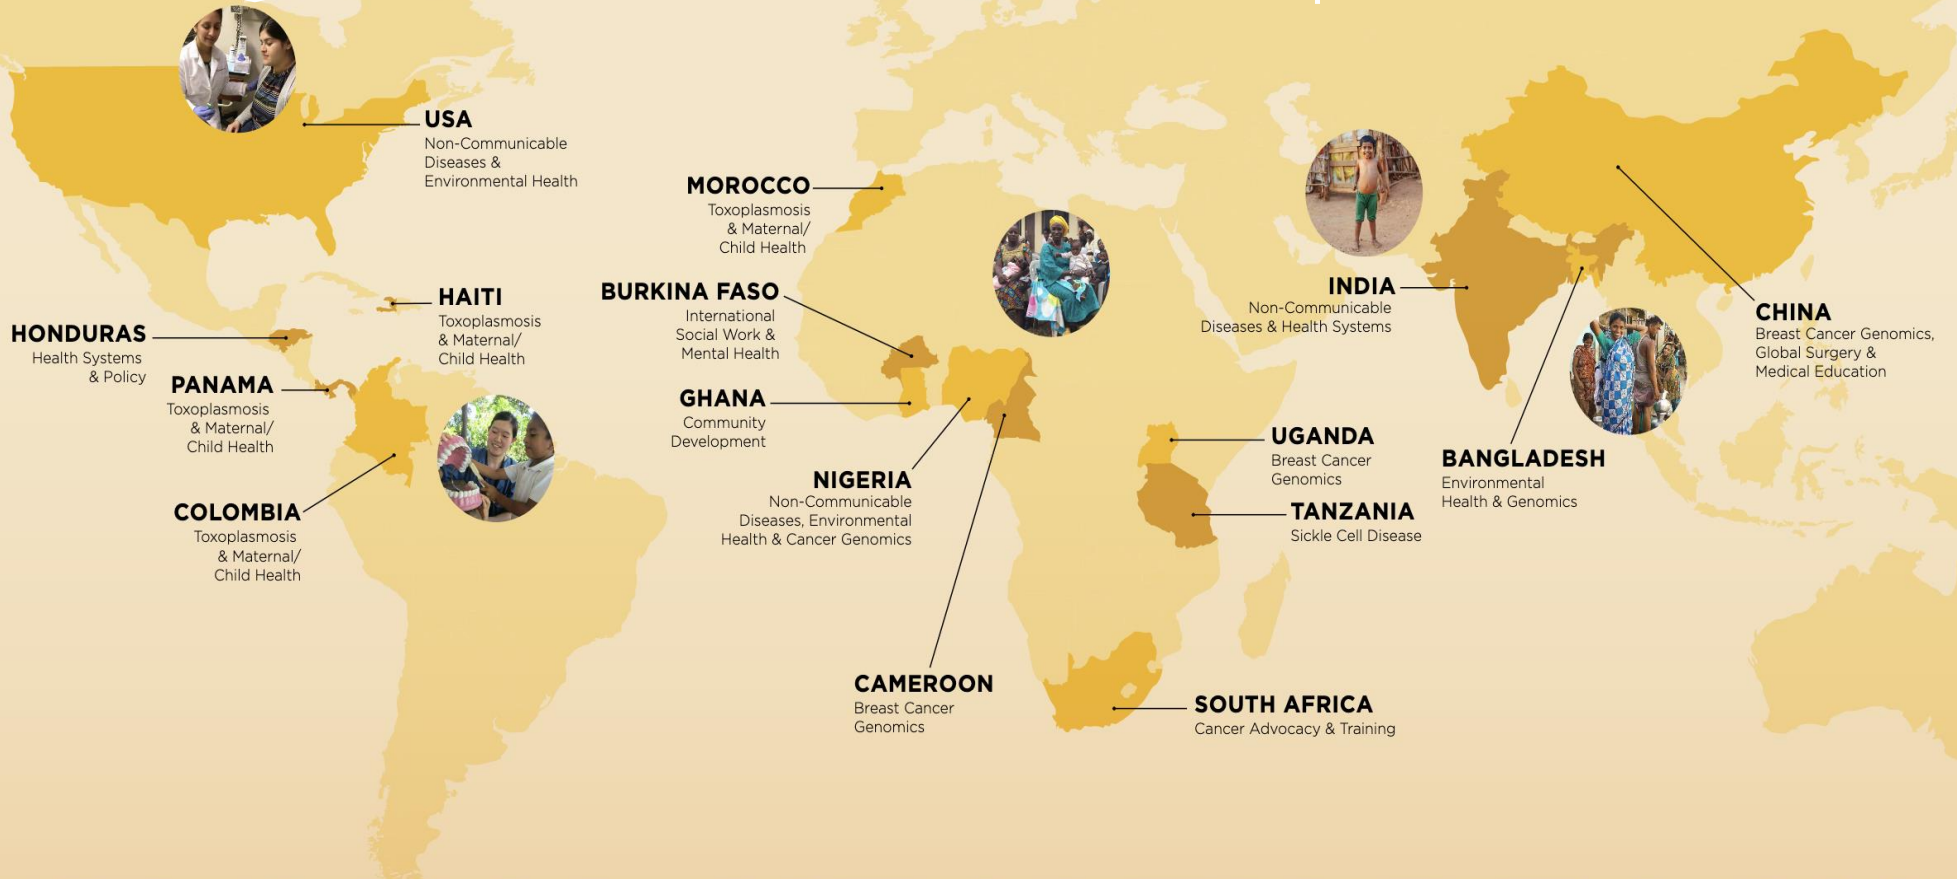 USA
Non-Communicable
Diseases &
Environmental Health
HAITI
Toxoplasmosis
& Maternal/
Child Health
HONDURAS
Health Systems
& Policy
PANAMA
Toxoplasmosis
& Maternal/
Child Health
COLOMBIA
Toxoplasmosis
& Maternal/
Child Health
MOROCCO
Toxoplasmosis
& Maternal/
Child Health
BURKINA FASO
International
Social Work &
Mental Health
GHANA
Community
Development
NIGERIA
Non-Communicable
Diseases, Environmental
Health & Cancer Genomics
CAMEROON
Breast Cancer
Genomics
UGANDA
Breast Cancer
Genomics
TANZANIA
Sickle Cell Disease
SOUTH AFRICA
Cancer Advocacy & Training
INDIA
Non-Communicable
Diseases & Health Systems
BANGLADESH
Environmental
Health & Genomics
CHINA
Breast Cancer Genomics,
Global Surgery &
Medical Education